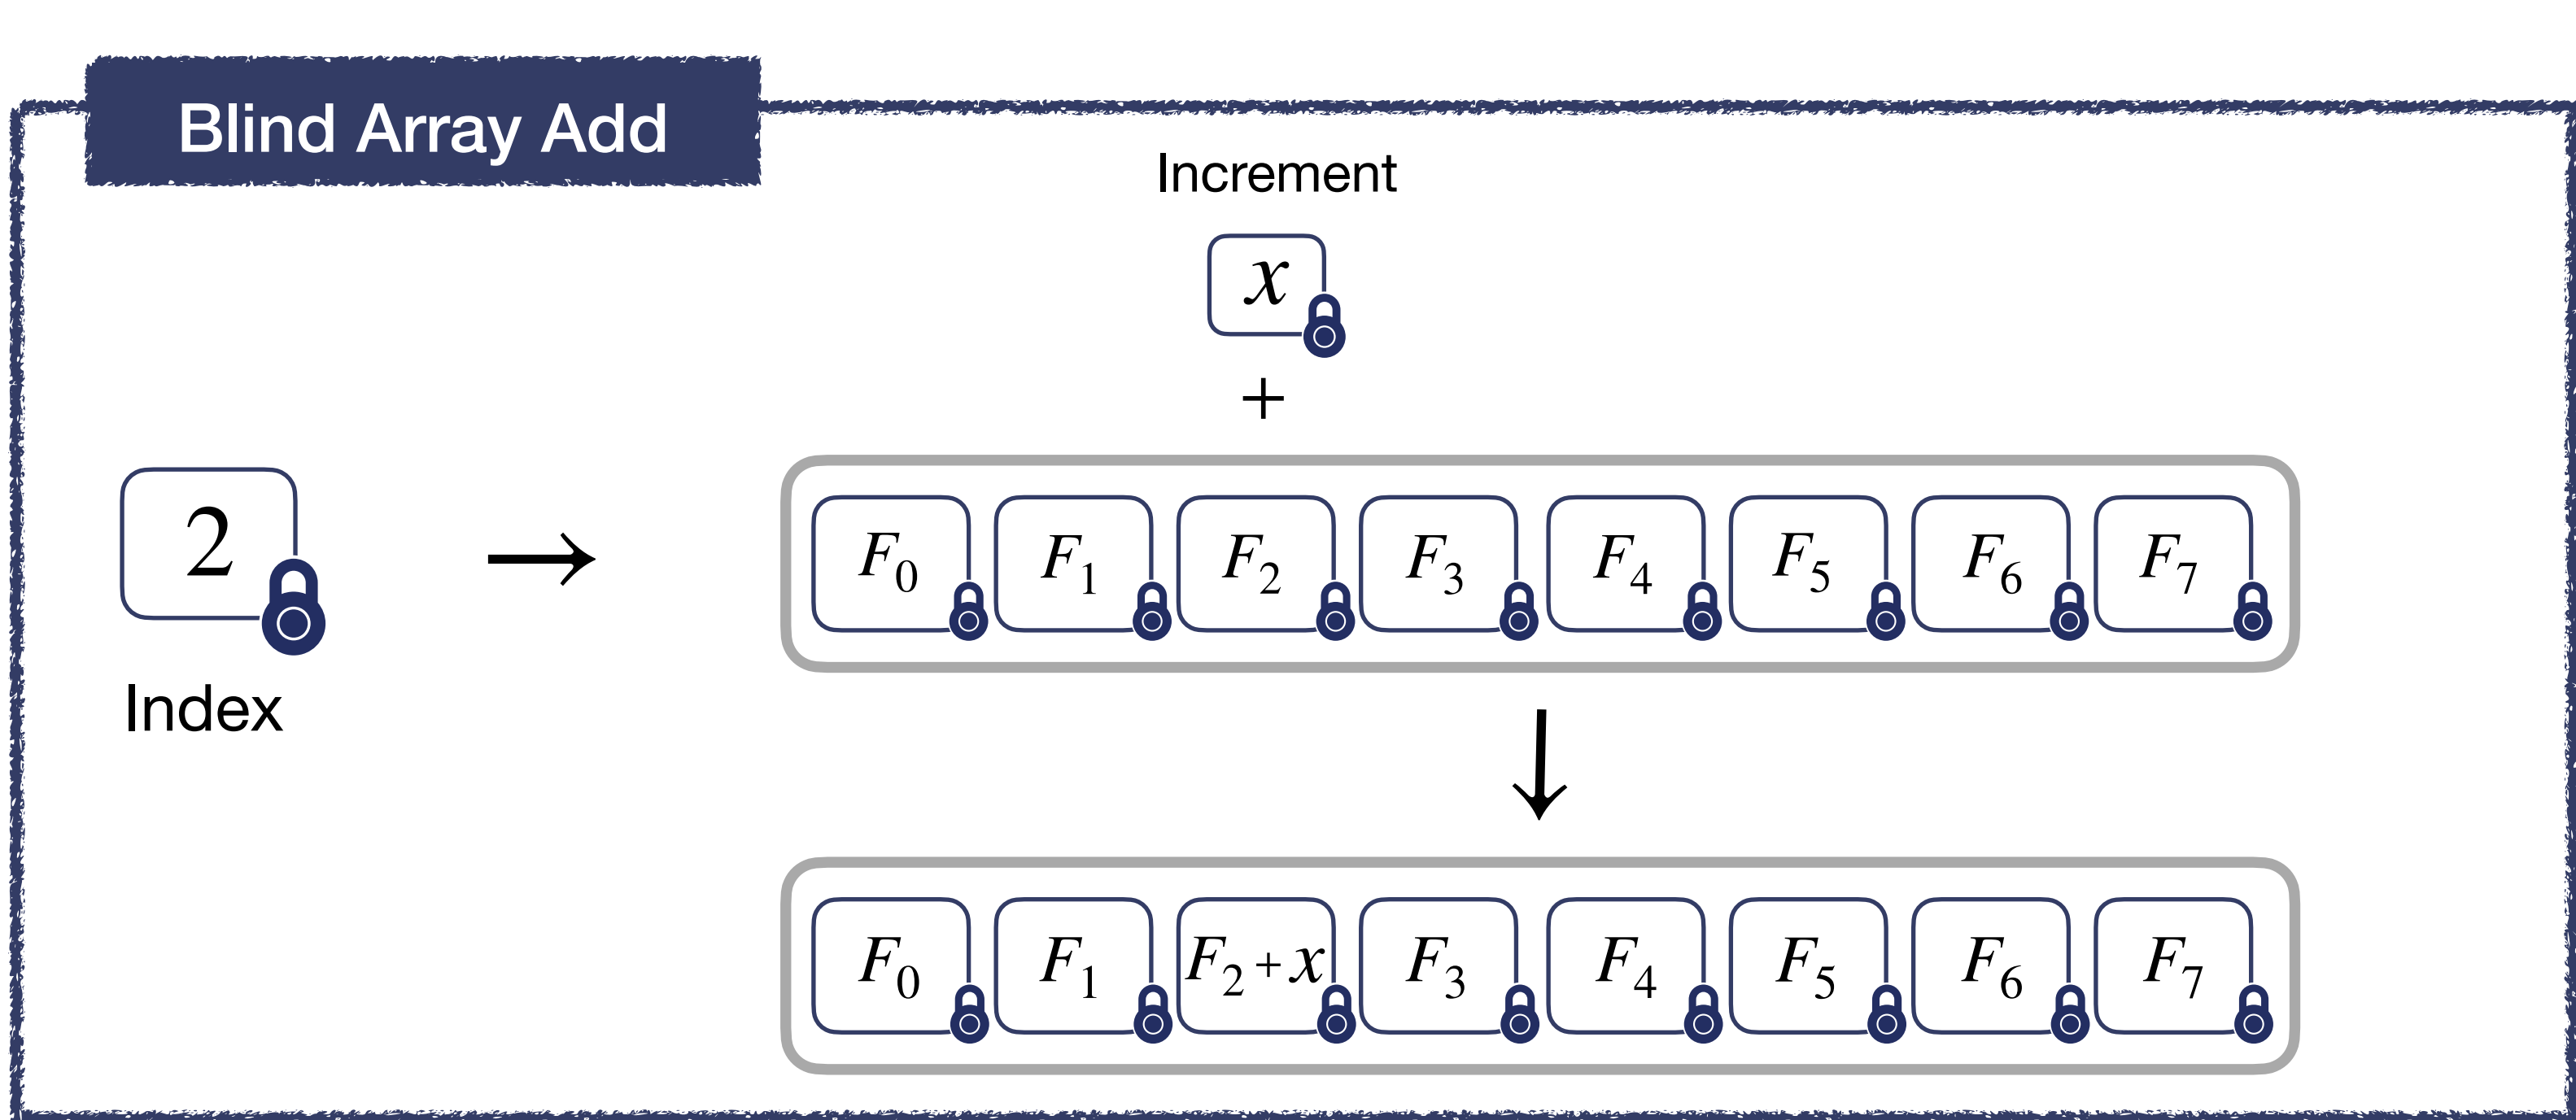 Blind Array Add
Increment
x
+
2 → F₀ F₁ F₂ F₃ F₄ F₅ F₆ F₇
Index
↓
F₀ F₁ F₂ + x F₃ F₄ F₅ F₆ F₇